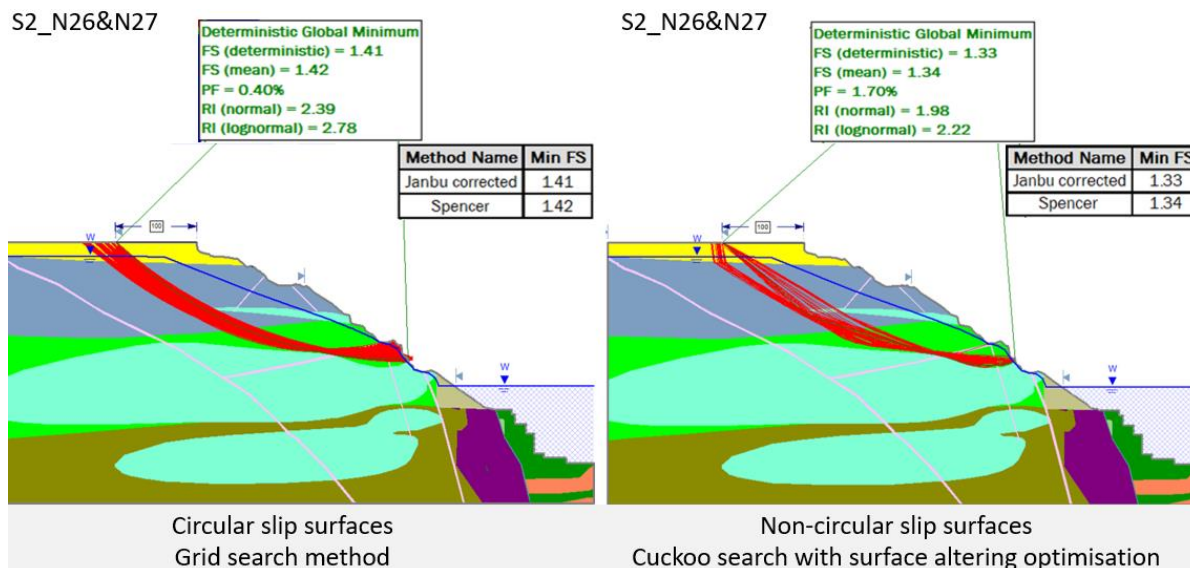 S2_N26&N27
Deterministic Global Minimum
FS (deterministic) = 1.41
FS (mean) = 1.42
PF = 0.40%
RI (normal) = 2.39
RI (lognormal) = 2.78
Method Name Min FS
Janbu corrected 1.41
Spencer 1.42
100
W
W
Circular slip surfaces
Grid search method
S2_N26&N27
Deterministic Global Minimum
FS (deterministic) = 1.33
FS (mean) = 1.34
PF = 1.70%
RI (normal) = 1.98
RI (lognormal) = 2.22
Method Name Min FS
Janbu corrected 1.33
Spencer 1.34
100
W
W
Non-circular slip surfaces
Cuckoo search with surface altering optimisation